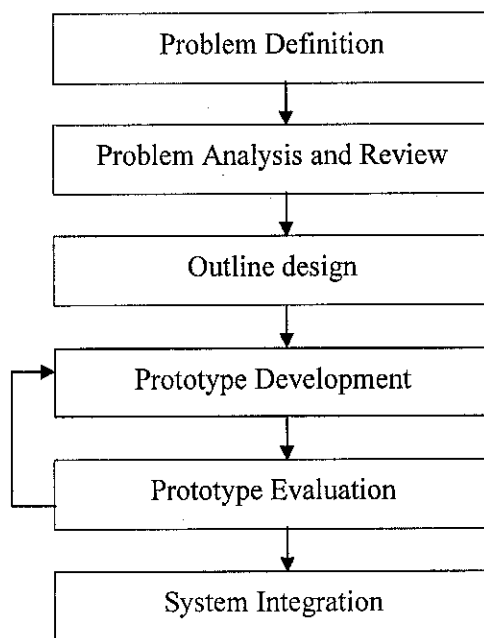 Problem Definition
Problem Analysis and Review
Outline design
Prototype Development
Prototype Evaluation
System Integration